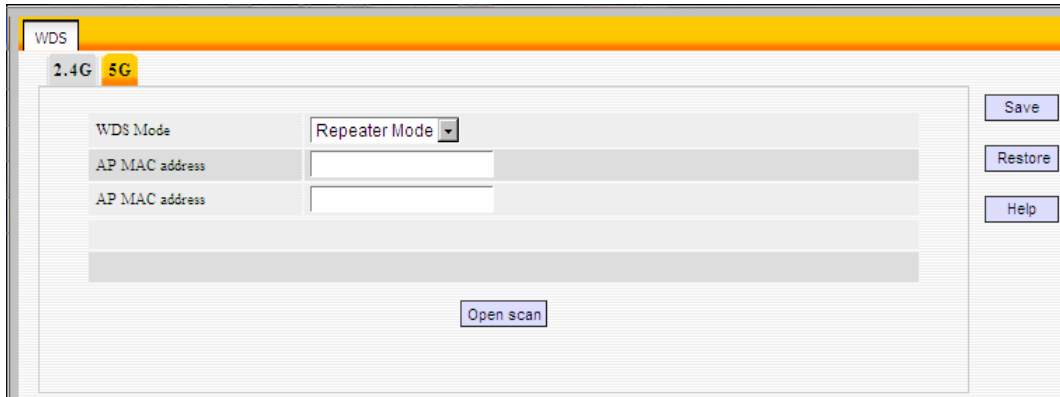 WDS
2.4G 5G
WDS Mode Repeater Mode
AP MAC address
AP MAC address
Open scan
Save
Restore
Help